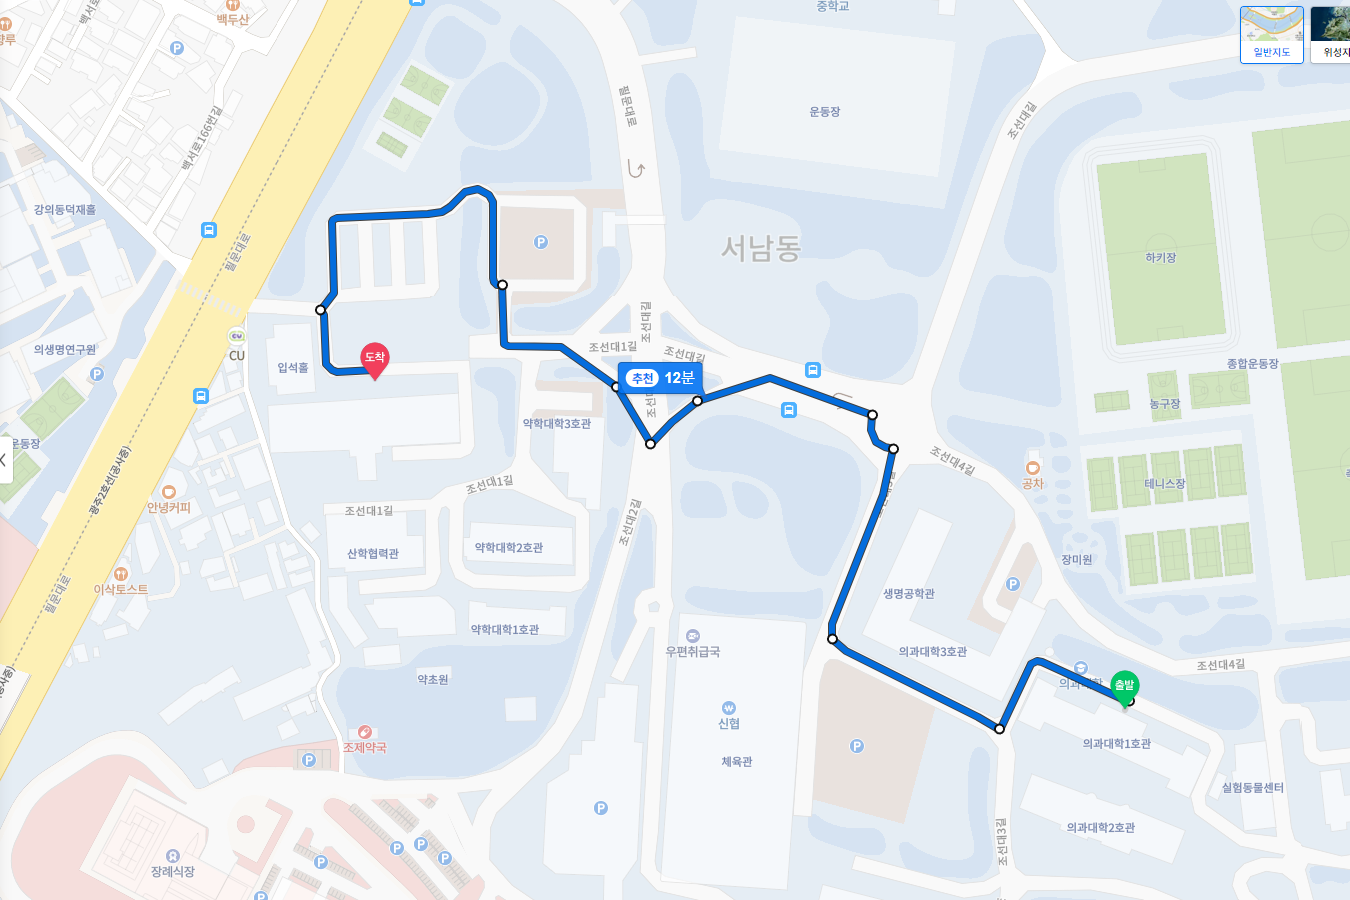 중학교
백두산
향루
백서로
일반지도
위성지
필문대로
운동장
조선대길
백서로166번길
강의동덕재홀
필문대로
서남동
하키장
조선대길
CU
의생명연구원
조선대1길
조선대길
종합운동장
입석홀
도착
추천 12분
농구장
약학대학3호관
운동장
조선대4길
광주2호선(공사중)
공차
테니스장
조선대1길
안녕커피
조선대1길
조선대2길
산학협력관
약학대학2호관
장미원
이삭토스트
필문대로
생명공학관
약학대학1호관
우편취급국
의과대학3호관
조선대4길
약초원
의과대학
출발
신협
의과대학1호관
조제약국
체육관
실험동물센터
의과대학2호관
조선대3길
장례식장